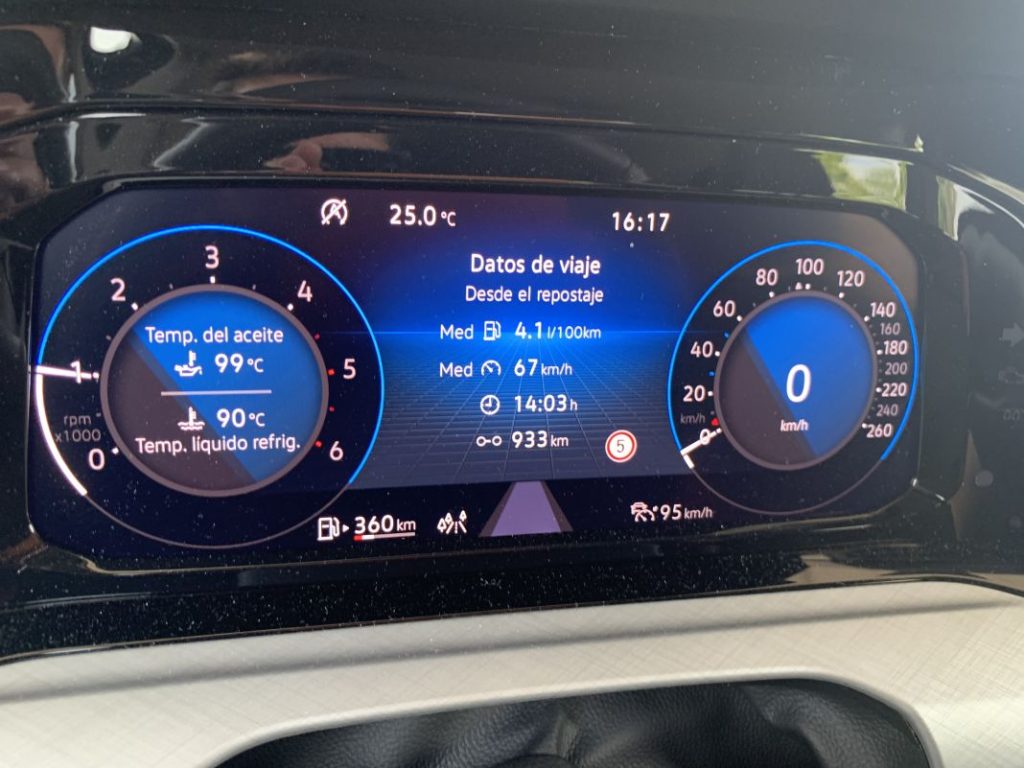 25.0 °C
16:17
Datos de viaje
Desde el repostaje
Med 4.1 l/100km
Med 67 km/h
14:03 h
933 km
5
0
1
2
3
4
5
6
rpm
x1000
Temp. del aceite
99 °C
90 °C
Temp. líquido refrig.
0
20
40
60
80
100
120
140
160
180
200
220
240
260
km/h
0
km/h
360 km
95 km/h